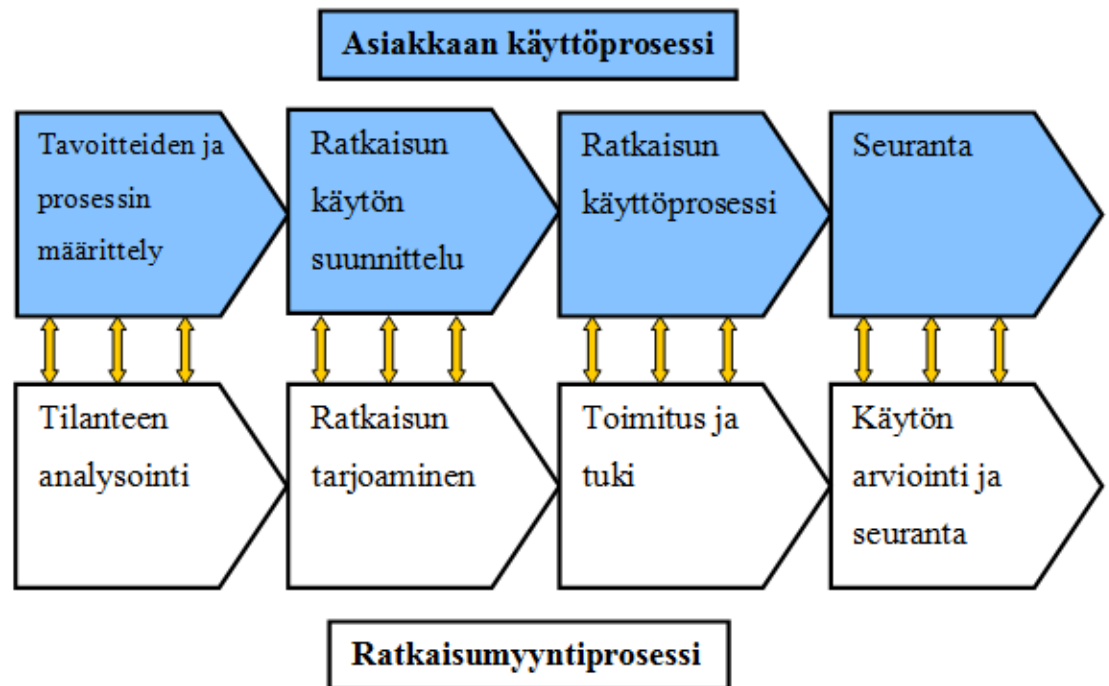 Asiakkaan käyttöprosessi
Tavoitteiden ja
prosessin
määrittely
Ratkaisun
käytön
suunnittelu
Ratkaisun
käyttöprosessi
Seuranta
Tilanteen
analysointi
Ratkaisun
tarjoaminen
Toimitus ja
tuki
Käytön
arviointi ja
seuranta
Ratkaisumyyntiprosessi